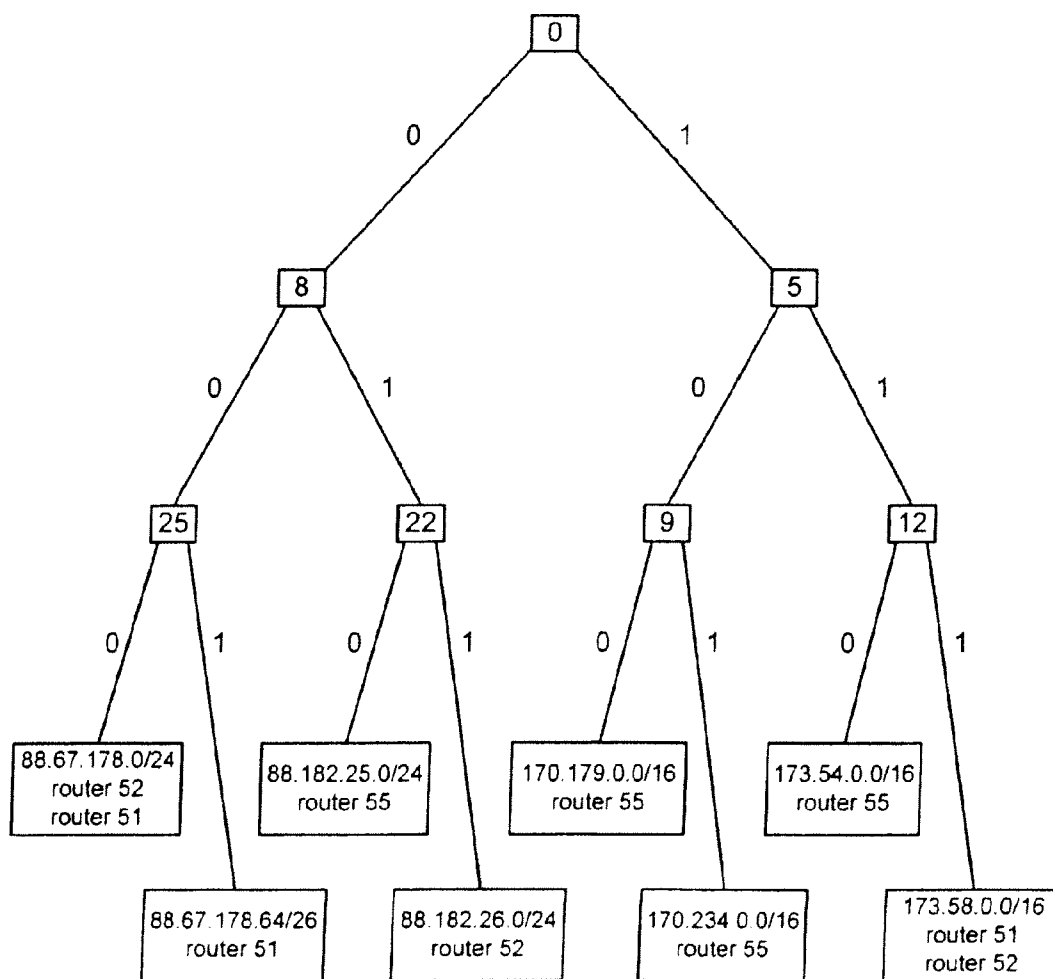 0
0
1
8
5
0
1
0
1
25
22
9
12
0
1
0
1
0
1
0
1
88.67.178.0/24
router 52
router 51
88.182.25.0/24
router 55
170.179.0.0/16
router 55
173.54.0.0/16
router 55
88.67.178.64/26
router 51
88.182.26.0/24
router 52
170.234 0.0/16
router 55
173.58.0.0/16
router 51
router 52